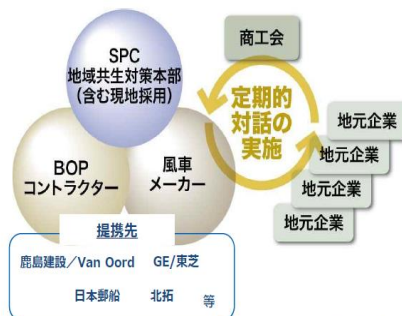 SPC
地域共生対策本部
（含む現地採用）
BOP
コントラクター
風車
メーカー
商工会
定期的
対話の
実施
地元企業
地元企業
地元企業
地元企業
提携先
鹿島建設／Van Oord　GE/東芝
日本郵船　北拓　等